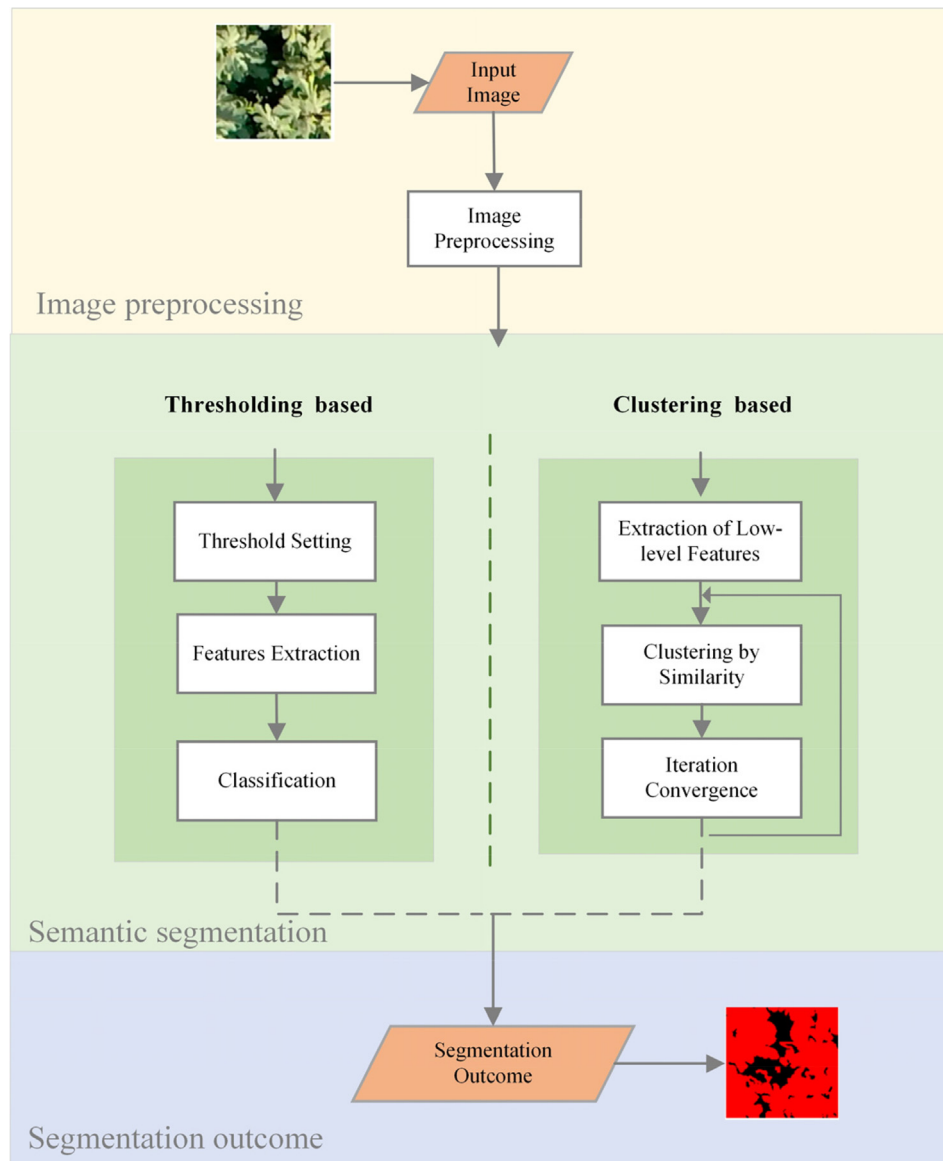 Input
Image
Image
Preprocessing
Image preprocessing
Thresholding based
Clustering based
Threshold Setting
Features Extraction
Classification
Extraction of Low-
level Features
Clustering by
Similarity
Iteration
Convergence
Semantic segmentation
Segmentation
Outcome
Segmentation outcome